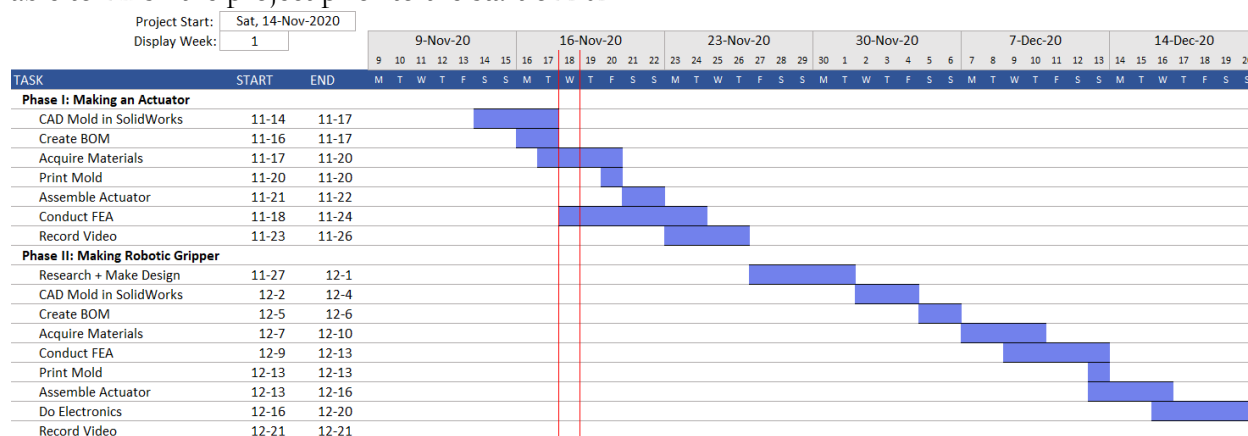 Project Start: Sat, 14-Nov-2020
Display Week: 1
9-Nov-20 16-Nov-20 23-Nov-20 30-Nov-20 7-Dec-20 14-Dec-20
9 10 11 12 13 14 15 16 17 18 19 20 21 22 23 24 25 26 27 28 29 30 1 2 3 4 5 6 7 8 9 10 11 12 13 14 15 16 17 18 19
TASK START END M T W T F S S M T W T F S S M T W T F S S M T W T F S S M T W T F S S M T W T F S
Phase I: Making an Actuator
CAD Mold in SolidWorks 11-14 11-17
Create BOM 11-16 11-17
Acquire Materials 11-17 11-20
Print Mold 11-20 11-20
Assemble Actuator 11-21 11-22
Conduct FEA 11-18 11-24
Record Video 11-23 11-26
Phase II: Making Robotic Gripper
Research + Make Design 11-27 12-1
CAD Mold in SolidWorks 12-2 12-4
Create BOM 12-5 12-6
Acquire Materials 12-7 12-10
Conduct FEA 12-9 12-13
Print Mold 12-13 12-13
Assemble Actuator 12-13 12-16
Do Electronics 12-16 12-20
Record Video 12-21 12-21